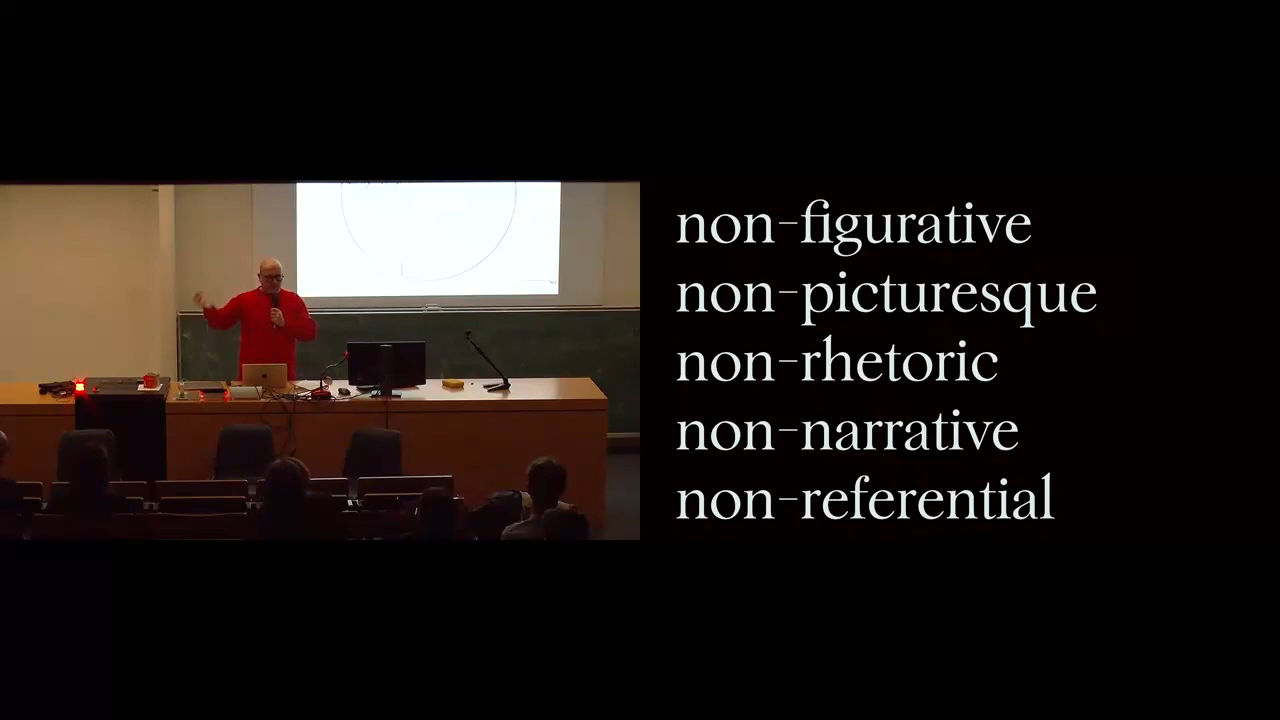 non-figurative
non-picturesque
non-rhetoric
non-narrative
non-referential